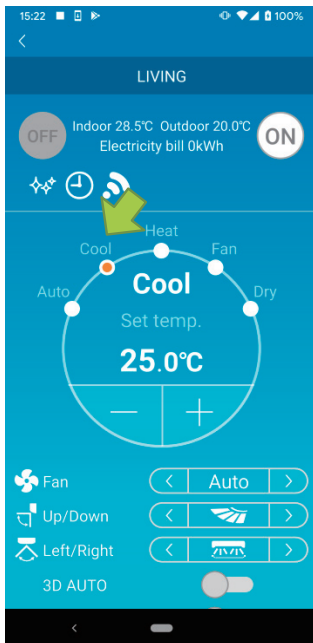 15:22 100%
LIVING
OFF
Indoor 28.5℃ Outdoor 20.0℃
Electricity bill 0kWh
ON
Heat
Cool Fan
Auto Dry
Cool
Set temp.
25.0℃
Fan Auto
Up/Down
Left/Right
3D AUTO